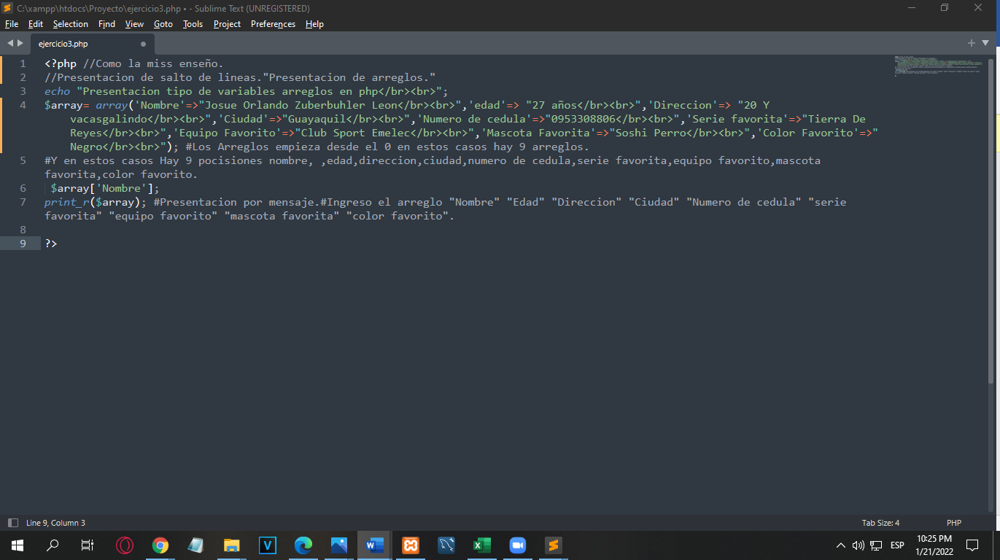 C:\xampp\htdocs\Proyecto\ejercicio3.php • - Sublime Text (UNREGISTERED)
File Edit Selection Find View Goto Tools Project Preferences Help
ejercicio3.php
1 <?php //Como la miss enseño.
2 //Presentacion de salto de lineas."Presentacion de arreglos."
3 echo "Presentacion tipo de variables arreglos en php</br><br>";
4 $array= array('Nombre'=>"Josue Orlando Zuberbuhler Leon</br><br>",'edad'=> "27 años</br><br>",'Direccion'=> "20 Y
vacasgalindo</br><br>",'Ciudad'=>"Guayaquil</br><br>",'Numero de cedula'=>"0953308806</br><br>",'Serie favorita'=>"Tierra De
Reyes</br><br>",'Equipo Favorito'=>"Club Sport Emelec</br><br>",'Mascota Favorita'=>"Soshi Perro</br><br>",'Color Favorito'=>"
Negro</br><br>"); #Los Arreglos empieza desde el 0 en estos casos hay 9 arreglos.
5 #Y en estos casos Hay 9 pocisiones nombre, ,edad,direccion,ciudad,numero de cedula,serie favorita,equipo favorito,mascota
favorita,color favorito.
6 $array['Nombre'];
7 print_r($array); #Presentacion por mensaje.#Ingreso el arreglo "Nombre" "Edad" "Direccion" "Ciudad" "Numero de cedula" "serie
favorita" "equipo favorito" "mascota favorita" "color favorito".
8
9 ?>
Line 9, Column 3 Tab Size: 4 PHP
ESP
10:25 PM
1/21/2022